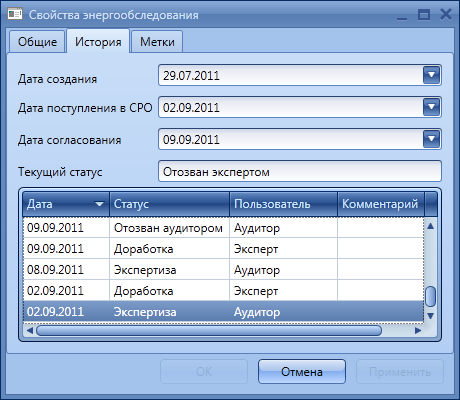 Свойства энергообследования
Общие История Метки
Дата создания 29.07.2011
Дата поступления в СРО 02.09.2011
Дата согласования 09.09.2011
Текущий статус Отозван экспертом
Дата Статус Пользователь Комментарий
09.09.2011 Отозван аудитором Аудитор
09.09.2011 Доработка Эксперт
08.09.2011 Экспертиза Аудитор
02.09.2011 Доработка Эксперт
02.09.2011 Экспертиза Аудитор
ОК Отмена Применить